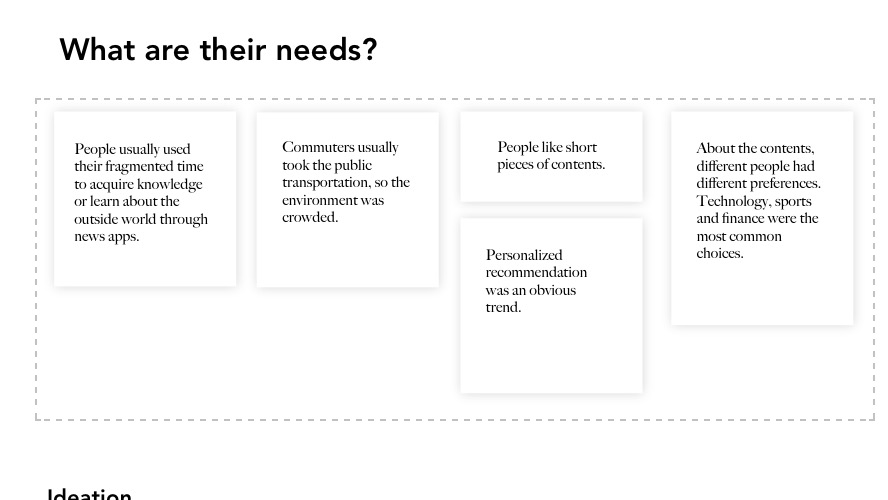 What are their needs?
People usually used
their fragmented time
to acquire knowledge
or learn about the
outside world through
news apps.
Commuters usually
took the public
transportation, so the
environment was
crowded.
People like short
pieces of contents.
Personalized
recommendation
was an obvious
trend.
About the contents,
different people had
different preferences.
Technology, sports
and finance were the
most common
choices.
Ideation